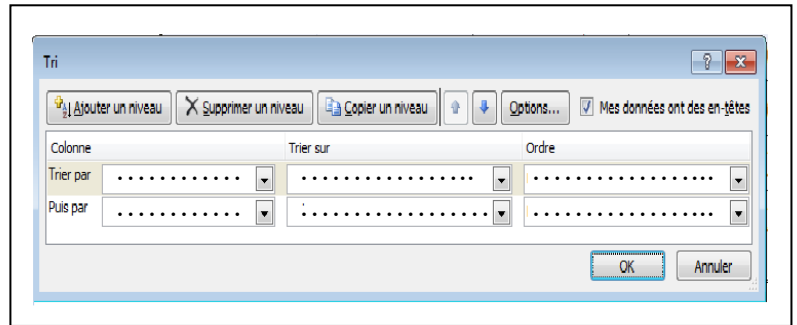 Tri
Ajouter un niveau Supprimer un niveau Copier un niveau Options... Mes données ont des en-têtes
Colonne Trier sur Ordre
Trier par ............ .................. ...................
Puis par ............ .................. ...................
OK Annuler